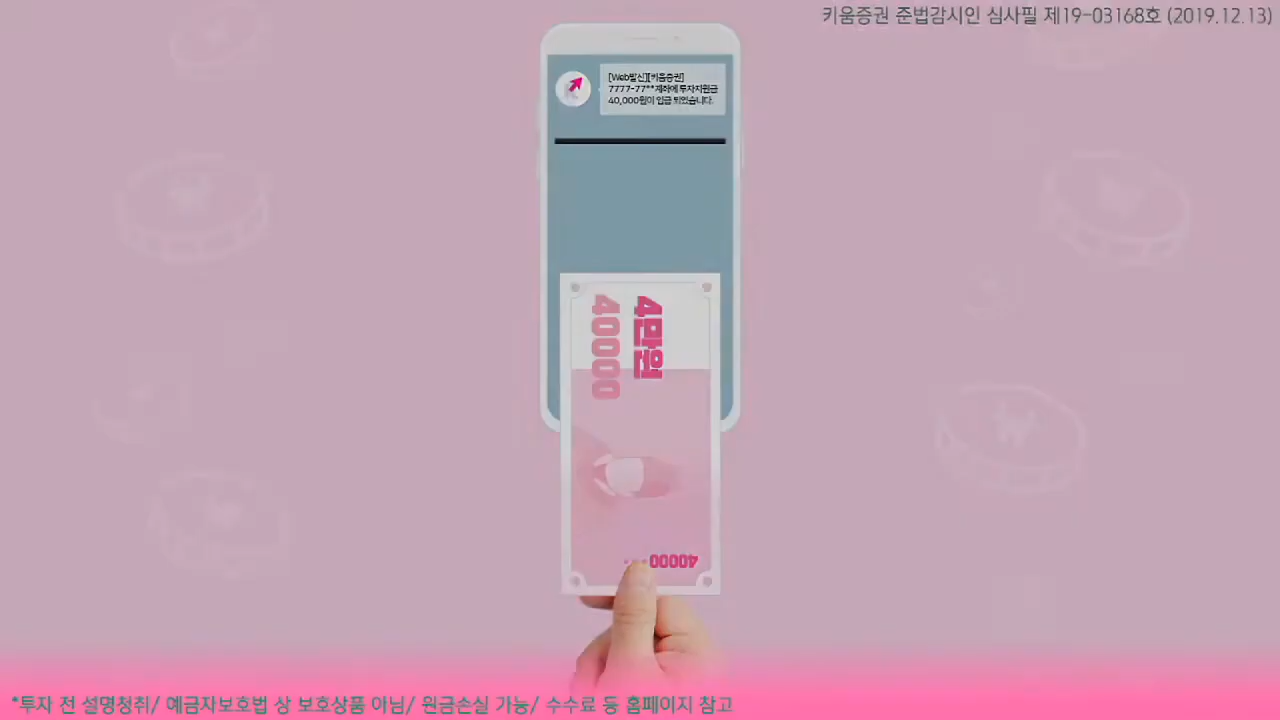 키움증권 준법감시인 심사필 제19-03168호 (2019.12.13)
[Web발신][키움증권]
7777-77**계좌에 투자지원금
40,000원이 입금 되었습니다.
4만원
40000
40000
*투자 전 설명청취/ 예금자보호법 상 보호상품 아님/ 원금손실 가능/ 수수료 등 홈페이지 참고